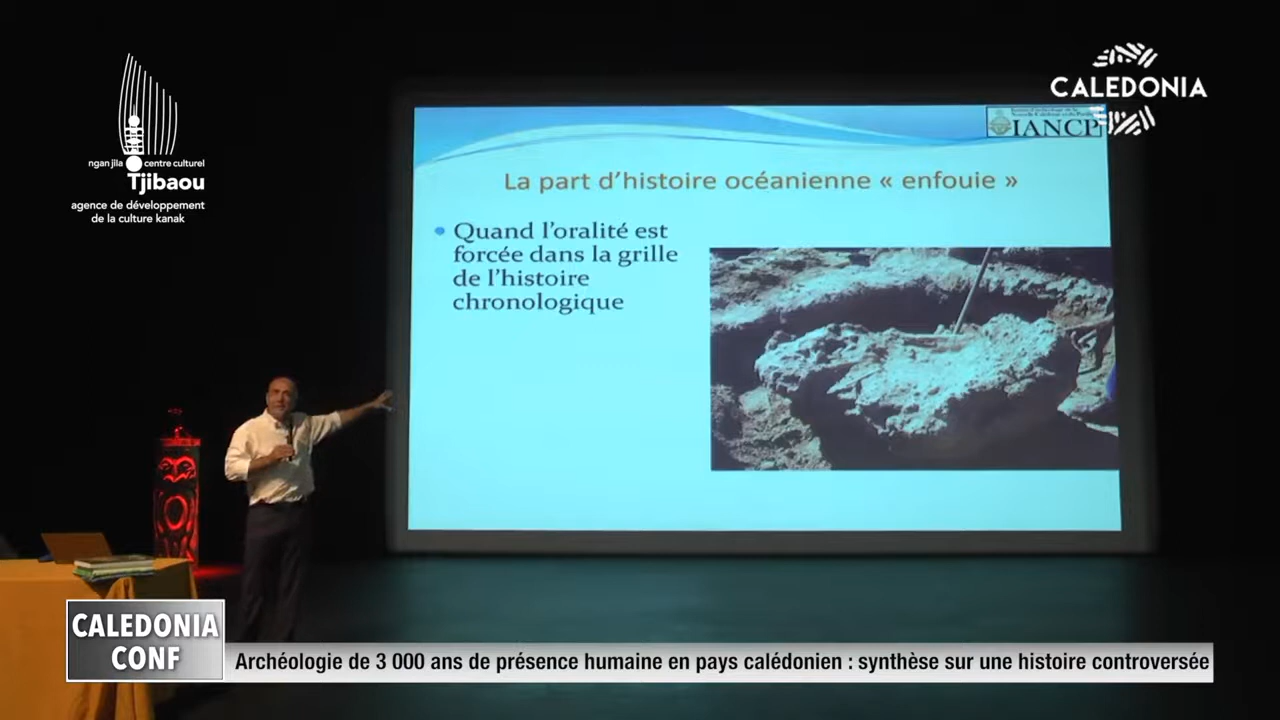 ngan jila centre culturel
Tjibaou
agence de développement
de la culture kanak
CALEDONIA
IANCP
La part d’histoire océanienne « enfouie »
• Quand l’oralité est
forcée dans la grille
de l’histoire
chronologique
CALEDONIA
CONF
Archéologie de 3 000 ans de présence humaine en pays calédonien : synthèse sur une histoire controversée